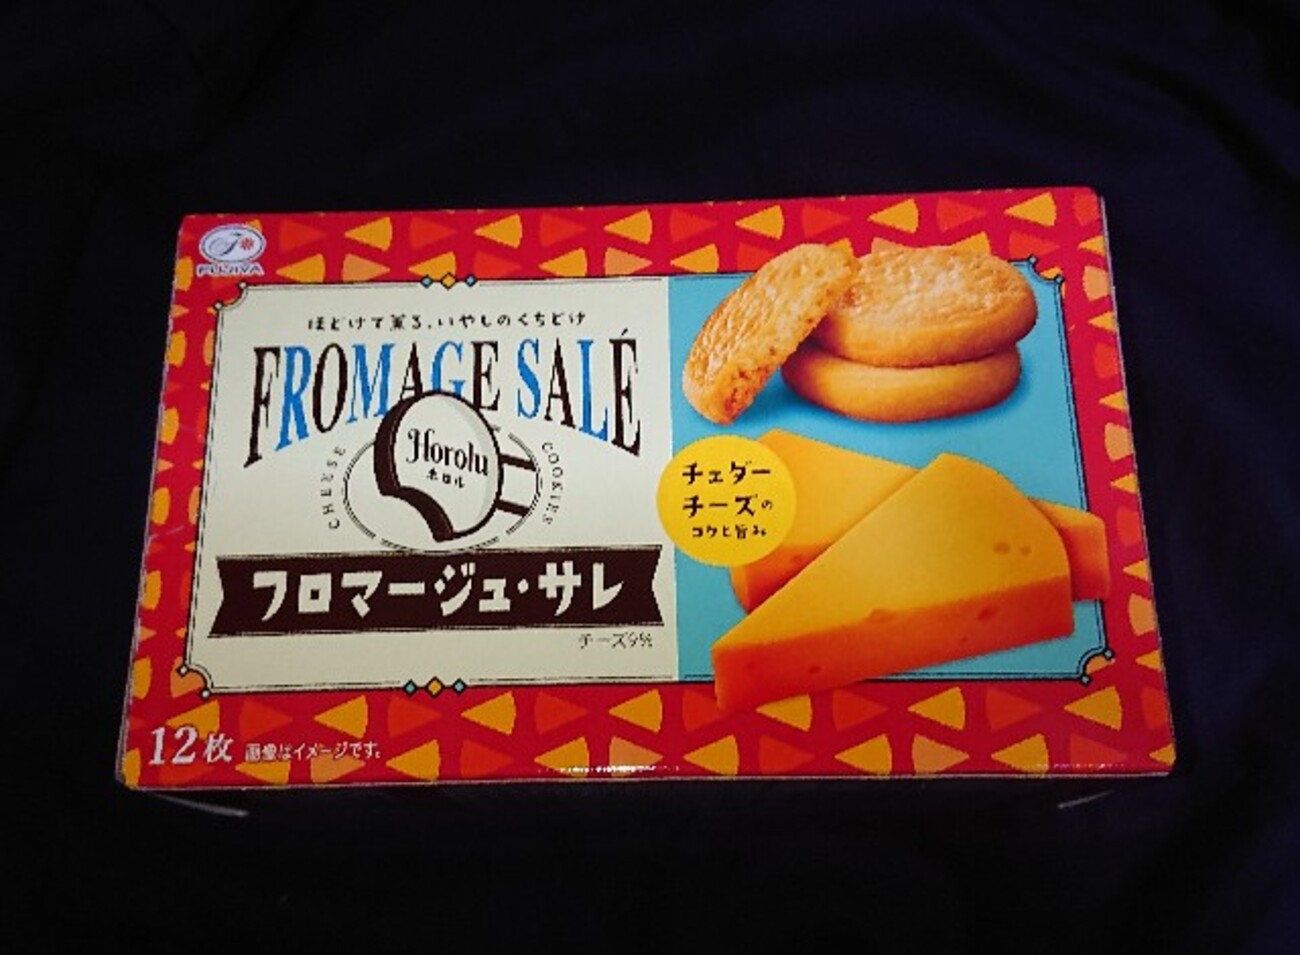 FUJIYA
ほどけて薫る、いやしのくちどけ
FROMAGE SALÉ
CHEESE
Horolu
ホロル
COOKIES
フロマージュ・サレ
チーズ9%
チェダー
チーズの
コクと旨み
12枚 画像はイメージです。